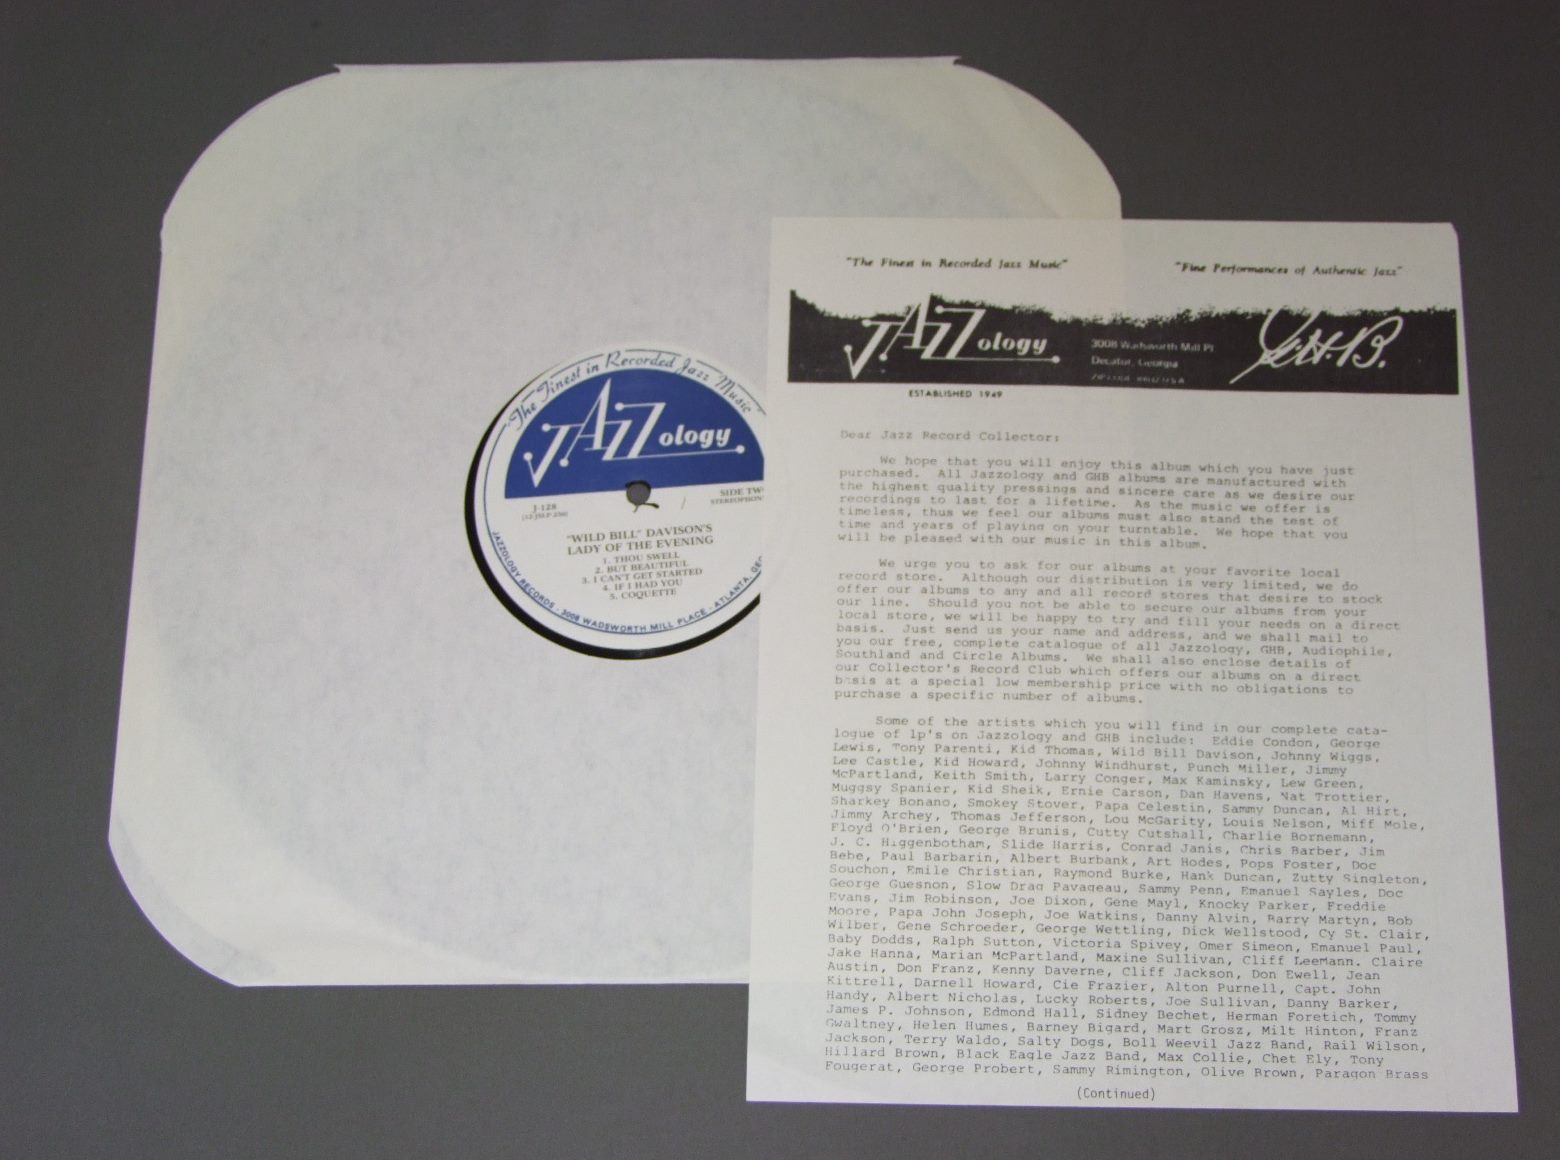 The Finest in Recorded Jazz Music
JAZZology
J-128
SIDE TW
STEREOPHON
"WILD BILL" DAVISON'S
LADY OF THE EVENING
1. THOU SWELL
2. BUT BEAUTIFUL
3. I CAN'T GET STARTED
4. IF I HAD YOU
5. COQUETTE
JAZZOLOGY RECORDS - 3008 WADSWORTH MILL PLACE - ATLANTA, GEO
"The Finest in Recorded Jazz Music"
"Fine Performances of Authentic Jazz"
JAZZology
3008 Wadsworth Mill Pl
Decatur, Georgia
G.H.B.
ESTABLISHED 1949
Dear Jazz Record Collector:
We hope that you will enjoy this album which you have just
purchased. All Jazzology and GHB albums are manufactured with
the highest quality pressings and sincere care as we desire our
recordings to last for a lifetime. As the music we offer is
timeless, thus we feel our albums must also stand the test of
time and years of playing on your turntable. We hope that you
will be pleased with our music in this album.
We urge you to ask for our albums at your favorite local
record store. Although our distribution is very limited, we do
offer our albums to any and all record stores that desire to stock
our line. Should you not be able to secure our albums from your
local store, we will be happy to try and fill your needs on a direct
basis. Just send us your name and address, and we shall mail to
you our free, complete catalogue of all Jazzology, GHB, Audiophile,
Southland and Circle Albums. We shall also enclose details of
our Collector's Record Club which offers our albums on a direct
basis at a special low membership price with no obligations to
purchase a specific number of albums.
Some of the artists which you will find in our complete cata-
logue of lp's on Jazzology and GHB include: Eddie Condon, George
Lewis, Tony Parenti, Kid Thomas, Wild Bill Davison, Johnny Wiggs,
Lee Castle, Kid Howard, Johnny Windhurst, Punch Miller, Jimmy
McPartland, Keith Smith, Larry Conger, Max Kaminsky, Lew Green,
Muggsy Spanier, Kid Sheik, Ernie Carson, Dan Havens, Nat Trottier,
Sharkey Bonano, Smokey Stover, Papa Celestin, Sammy Duncan, Al Hirt,
Jimmy Archey, Thomas Jefferson, Lou McGarity, Louis Nelson, Miff Mole,
Floyd O'Brien, George Brunis, Cutty Cutshall, Charlie Bornemann,
J. C. Higgenbotham, Slide Harris, Conrad Janis, Chris Barber, Jim
Bebe, Paul Barbarin, Albert Burbank, Art Hodes, Pops Foster, Doc
Souchon, Emile Christian, Raymond Burke, Hank Duncan, Zutty Singleton,
George Guesnon, Slow Drag Pavageau, Sammy Penn, Emanuel Sayles, Doc
Evans, Jim Robinson, Joe Dixon, Gene Mayl, Knocky Parker, Freddie
Moore, Papa John Joseph, Joe Watkins, Danny Alvin, Barry Martyn, Bob
Wilber, Gene Schroeder, George Wettling, Dick Wellstood, Cy St. Clair,
Baby Dodds, Ralph Sutton, Victoria Spivey, Omer Simeon, Emanuel Paul,
Jake Hanna, Marian McPartland, Maxine Sullivan, Cliff Leemann. Claire
Austin, Don Franz, Kenny Daverne, Cliff Jackson, Don Ewell, Jean
Kittrell, Darnell Howard, Cie Frazier, Alton Purnell, Capt. John
Handy, Albert Nicholas, Lucky Roberts, Joe Sullivan, Danny Barker,
James P. Johnson, Edmond Hall, Sidney Bechet, Herman Foretich, Tommy
Gwaltney, Helen Humes, Barney Bigard, Mart Grosz, Milt Hinton, Franz
Jackson, Terry Waldo, Salty Dogs, Boll Weevil Jazz Band, Rail Wilson,
Hillard Brown, Black Eagle Jazz Band, Max Collie, Chet Ely, Tony
Fougerat, George Probert, Sammy Rimington, Olive Brown, Paragon Brass
(Continued)